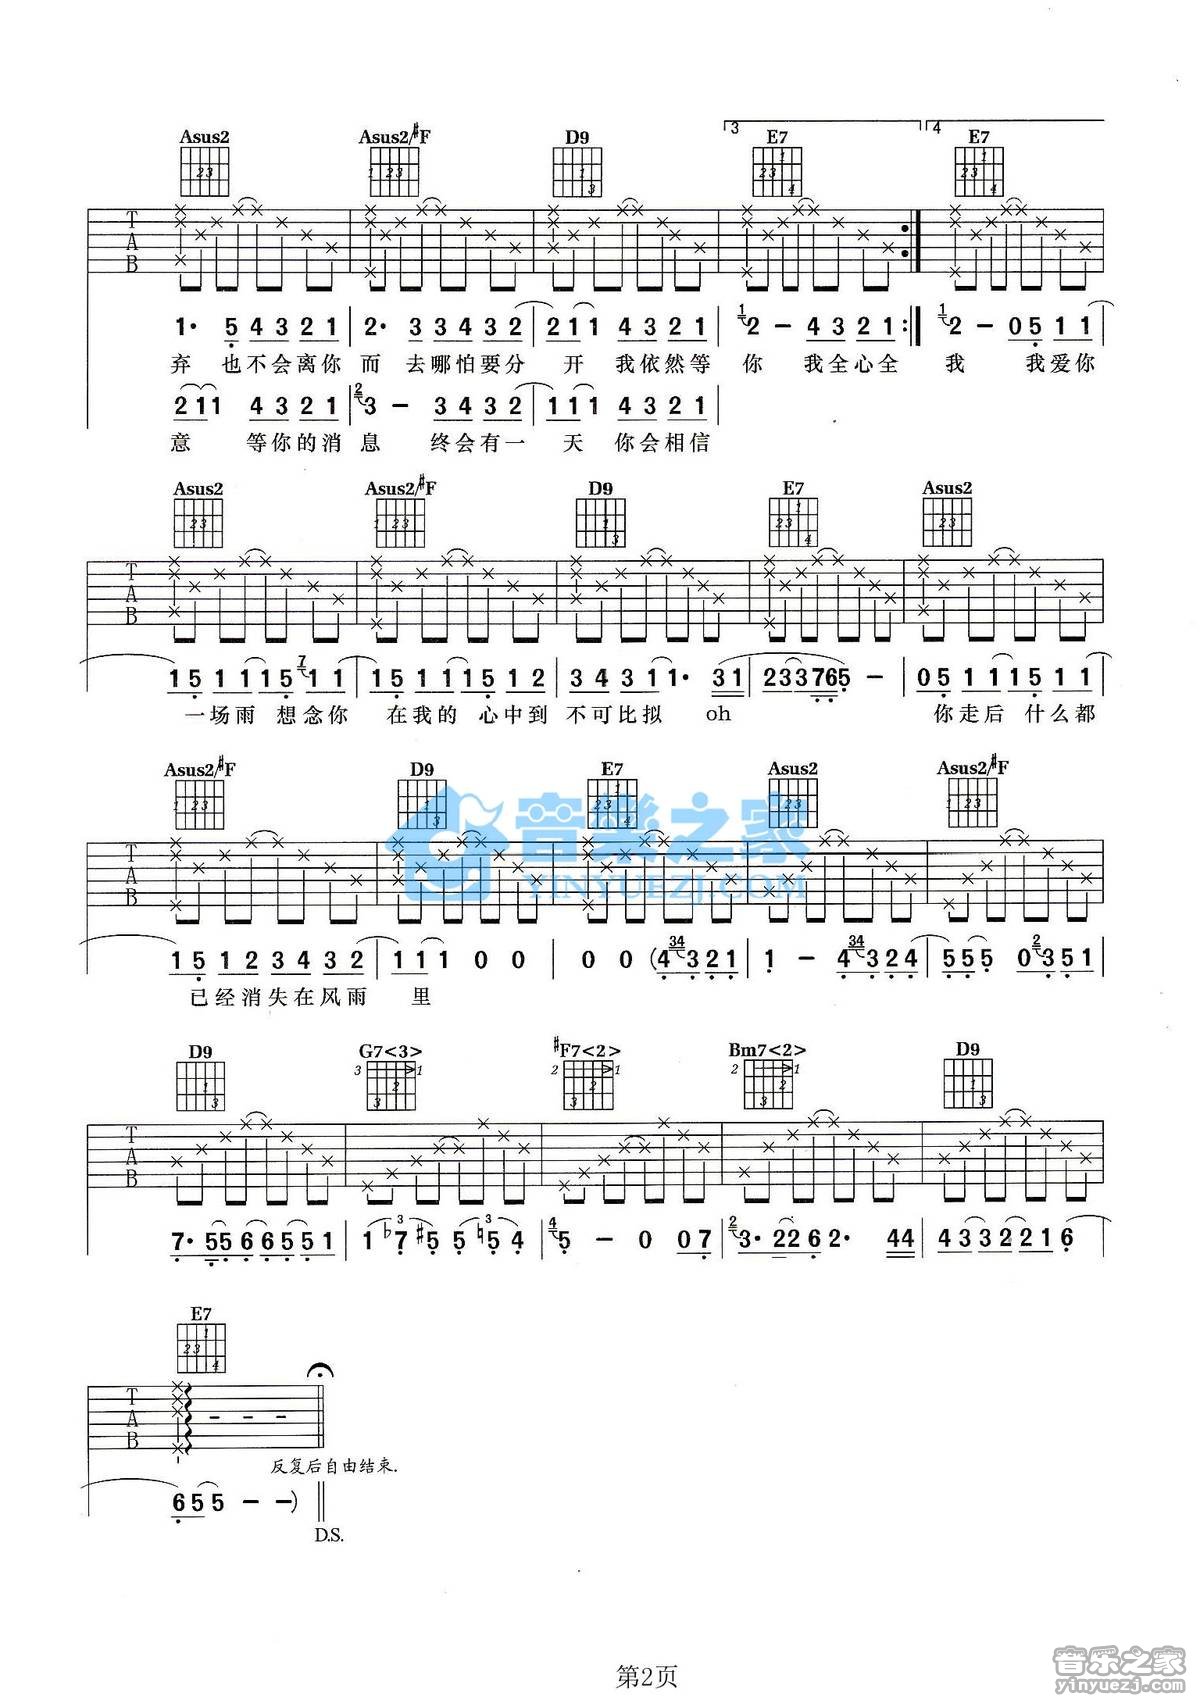 3 4
Asus2 Asus2/#F D9 E7 E7
T
A
B
1· 5 4 3 2 1 2· 3 3 4 3 2 2 1 1 4 3 2 1 2 - 4 3 2 1 :‖ 2 - 0 5 1 1
弃 也不会离你 而 去哪怕要分 开 我依然等 你 我全心全 我 我爱你
2 1 1 4 3 2 1 3 - 3 4 3 2 1 1 1 4 3 2 1
意 等你的消 息 终会有一 天 你会相信
Asus2 Asus2/#F D9 E7 Asus2
T
A
B
1 5 1 1 1 5 1 1 1 5 1 1 1 5 1 2 3 4 3 1 1· 3 1 2 3 3 7 6 5 - 0 5 1 1 1 5 1 1
一场雨 想念你 在我的 心中到 不可比拟 oh 你走后 什么都
Asus2/#F D9 E7 Asus2 Asus2/#F
音樂之家
YINYUEZJ.COM
T
A
B
1 5 1 2 3 4 3 2 1 1 1 0 0 0 0 (4 3 2 1 1 - 4 3 2 4 5 5 5 0 3 5 1
已经消失在风雨 里
D9 G7<3> #F7<2> Bm7<2> D9
T
A
B
7· 5 5 6 6 5 5 1 1 ♭7 #5 5 ♮5 4 5 - 0 0 7 3· 2 2 6 2· 4 4 4 3 3 2 2 1 6
E7
T
A
B
反复后自由结束.
6 5 5 - -) ‖
D.S.
第2页
音乐之家
yinyuezj.com